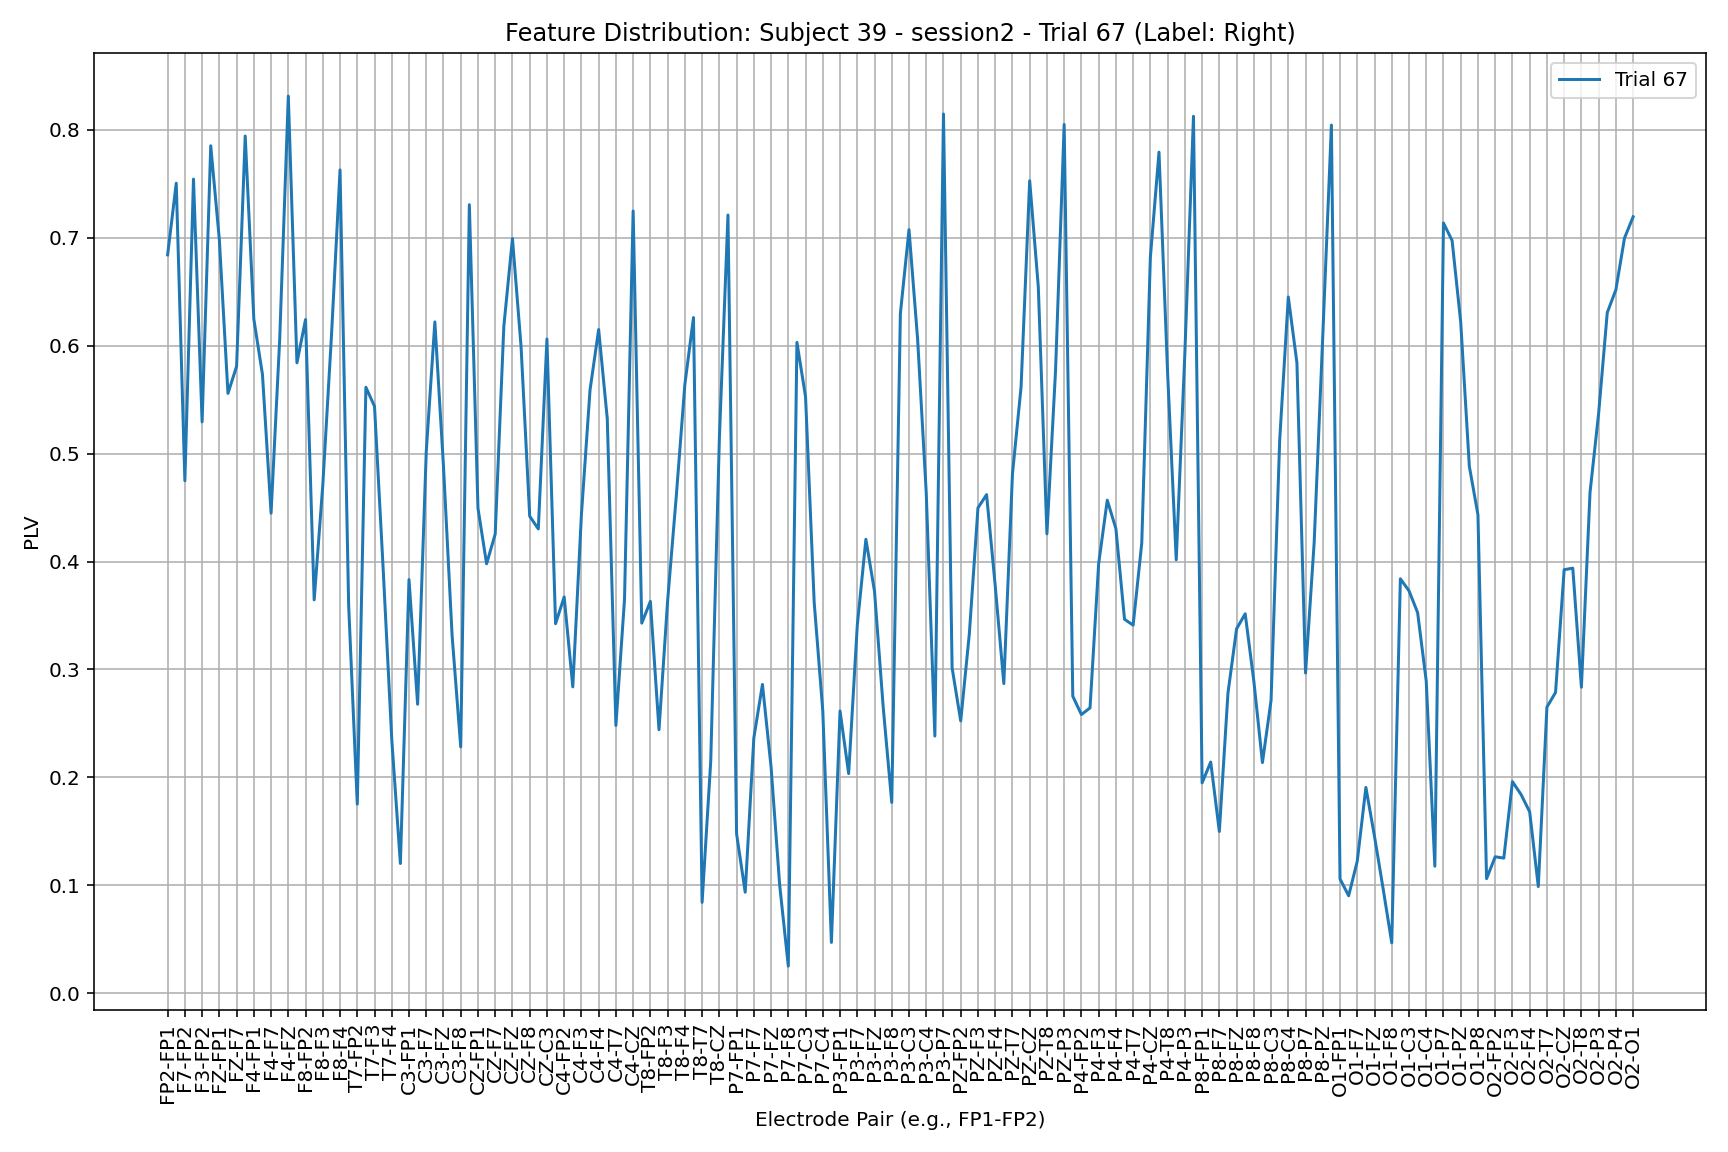 Feature Distribution: Subject 39 - session2 - Trial 67 (Label: Right)
Trial 67
PLV
0.8
0.7
0.6
0.5
0.4
0.3
0.2
0.1
0.0
FP2-FP1
F7-FP2
F3-FP2
FZ-FP1
FZ-F7
F4-FP1
F4-F7
F4-FZ
F8-FP2
F8-F3
F8-F4
T7-FP2
T7-F3
T7-F4
C3-FP1
C3-F7
C3-FZ
C3-F8
CZ-FP1
CZ-F7
CZ-FZ
CZ-F8
CZ-C3
C4-FP2
C4-F3
C4-F4
C4-T7
C4-CZ
T8-FP2
T8-F3
T8-F4
T8-T7
T8-CZ
P7-FP1
P7-F7
P7-FZ
P7-F8
P7-C3
P7-C4
P3-FP1
P3-F7
P3-FZ
P3-F8
P3-C3
P3-C4
P3-P7
PZ-FP2
PZ-F3
PZ-F4
PZ-T7
PZ-CZ
PZ-T8
PZ-P3
P4-FP2
P4-F3
P4-F4
P4-T7
P4-CZ
P4-T8
P4-P3
P8-FP1
P8-F7
P8-FZ
P8-F8
P8-C3
P8-C4
P8-P7
P8-PZ
O1-FP1
O1-F7
O1-FZ
O1-F8
O1-C3
O1-C4
O1-P7
O1-PZ
O1-P8
O2-FP2
O2-F3
O2-F4
O2-T7
O2-CZ
O2-T8
O2-P3
O2-P4
O2-O1
Electrode Pair (e.g., FP1-FP2)